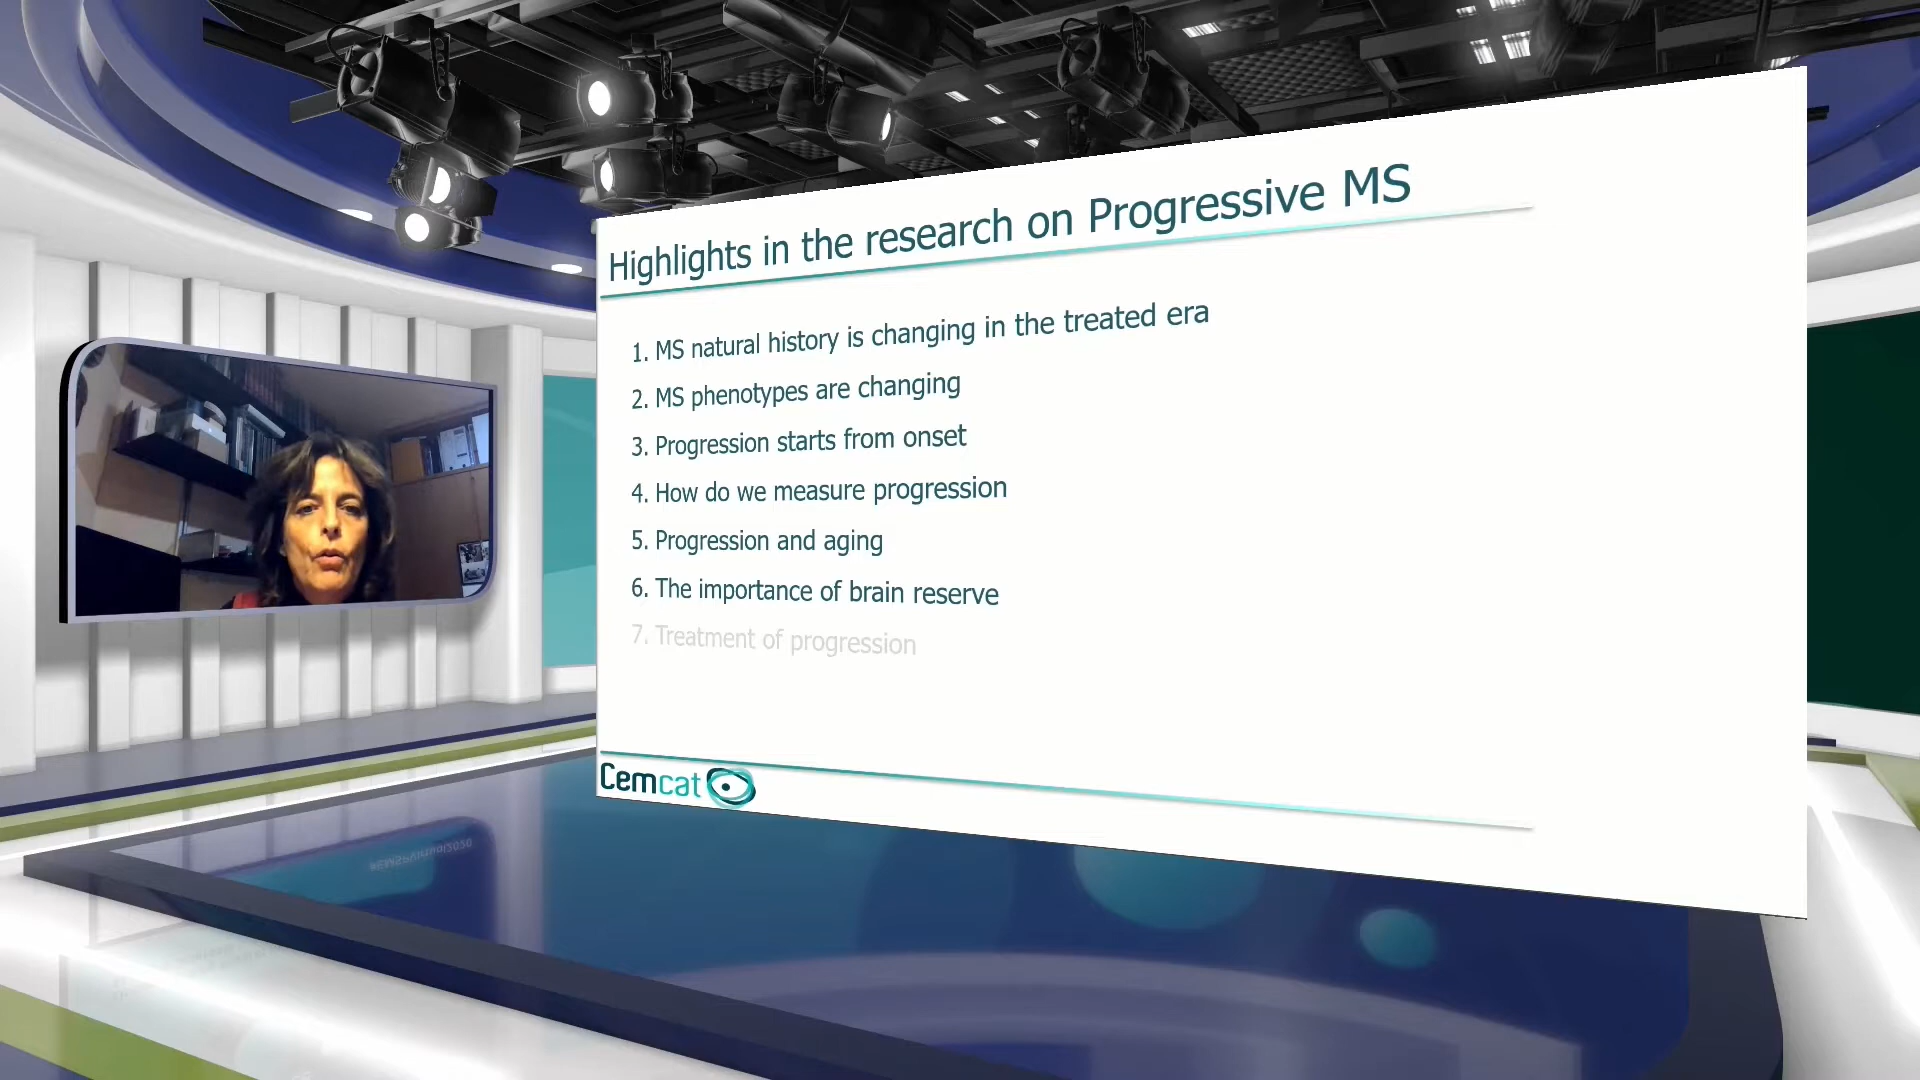 Highlights in the research on Progressive MS
1. MS natural history is changing in the treated era
2. MS phenotypes are changing
3. Progression starts from onset
4. How do we measure progression
5. Progression and aging
6. The importance of brain reserve
7. Treatment of progression
Cemcat
#EMSPVirtual2020